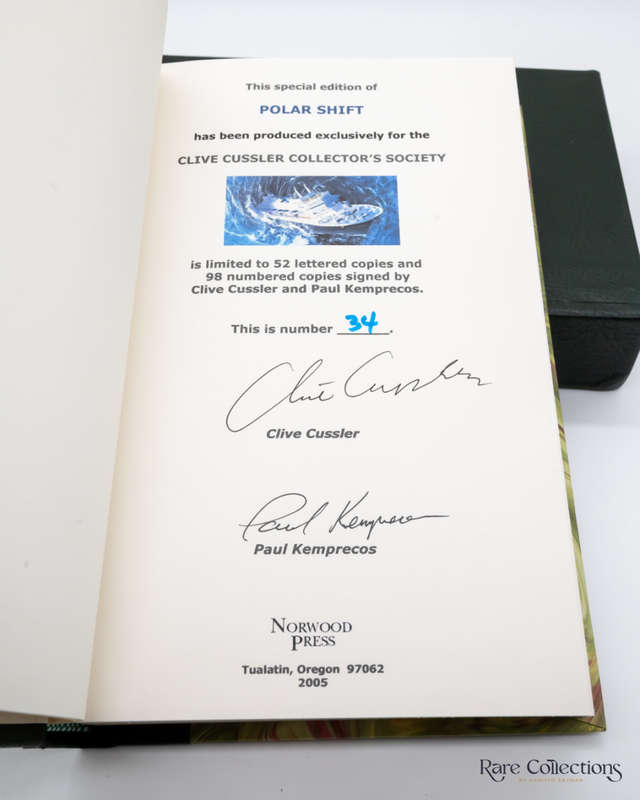 This special edition of
POLAR SHIFT
has been produced exclusively for the
CLIVE CUSSLER COLLECTOR'S SOCIETY
is limited to 52 lettered copies and
98 numbered copies signed by
Clive Cussler and Paul Kemprecos.
This is number 34.
Clive Cussler
Clive Cussler
Paul Kemprecos
Paul Kemprecos
NORWOOD
PRESS
Tualatin, Oregon 97062
2005
Rare Collections